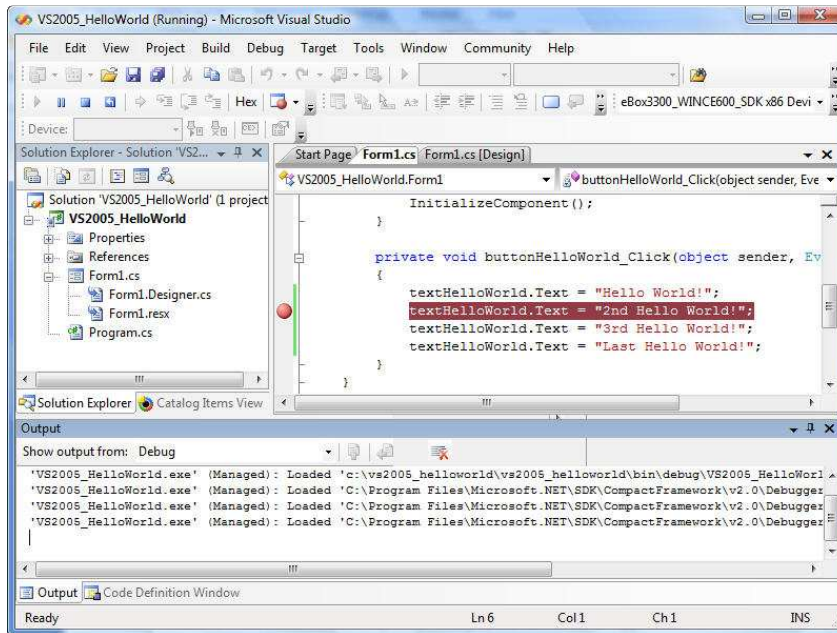 VS2005_HelloWorld (Running) - Microsoft Visual Studio
File Edit View Project Build Debug Target Tools Window Community Help
Hex eBox3300_WINCE600_SDK x86 Devi
Device:
Solution Explorer - Solution 'VS2...
Start Page Form1.cs Form1.cs [Design]
VS2005_HelloWorld.Form1 buttonHelloWorld_Click(object sender, Eve
Solution 'VS2005_HelloWorld' (1 project
VS2005_HelloWorld
Properties
References
Form1.cs
Form1.Designer.cs
Form1.resx
Program.cs
Solution Explorer Catalog Items View
InitializeComponent();
}
private void buttonHelloWorld_Click(object sender, Ev
{
textHelloWorld.Text = "Hello World!";
textHelloWorld.Text = "2nd Hello World!";
textHelloWorld.Text = "3rd Hello World!";
textHelloWorld.Text = "Last Hello World!";
}
}
Output
Show output from: Debug
'VS2005_HelloWorld.exe' (Managed): Loaded 'c:\vs2005_helloworld\vs2005_helloworld\bin\debug\VS2005_HelloWorl
'VS2005_HelloWorld.exe' (Managed): Loaded 'C:\Program Files\Microsoft.NET\SDK\CompactFramework\v2.0\Debugger
'VS2005_HelloWorld.exe' (Managed): Loaded 'C:\Program Files\Microsoft.NET\SDK\CompactFramework\v2.0\Debugger
'VS2005_HelloWorld.exe' (Managed): Loaded 'C:\Program Files\Microsoft.NET\SDK\CompactFramework\v2.0\Debugger
Output Code Definition Window
Ready Ln 6 Col 1 Ch 1 INS